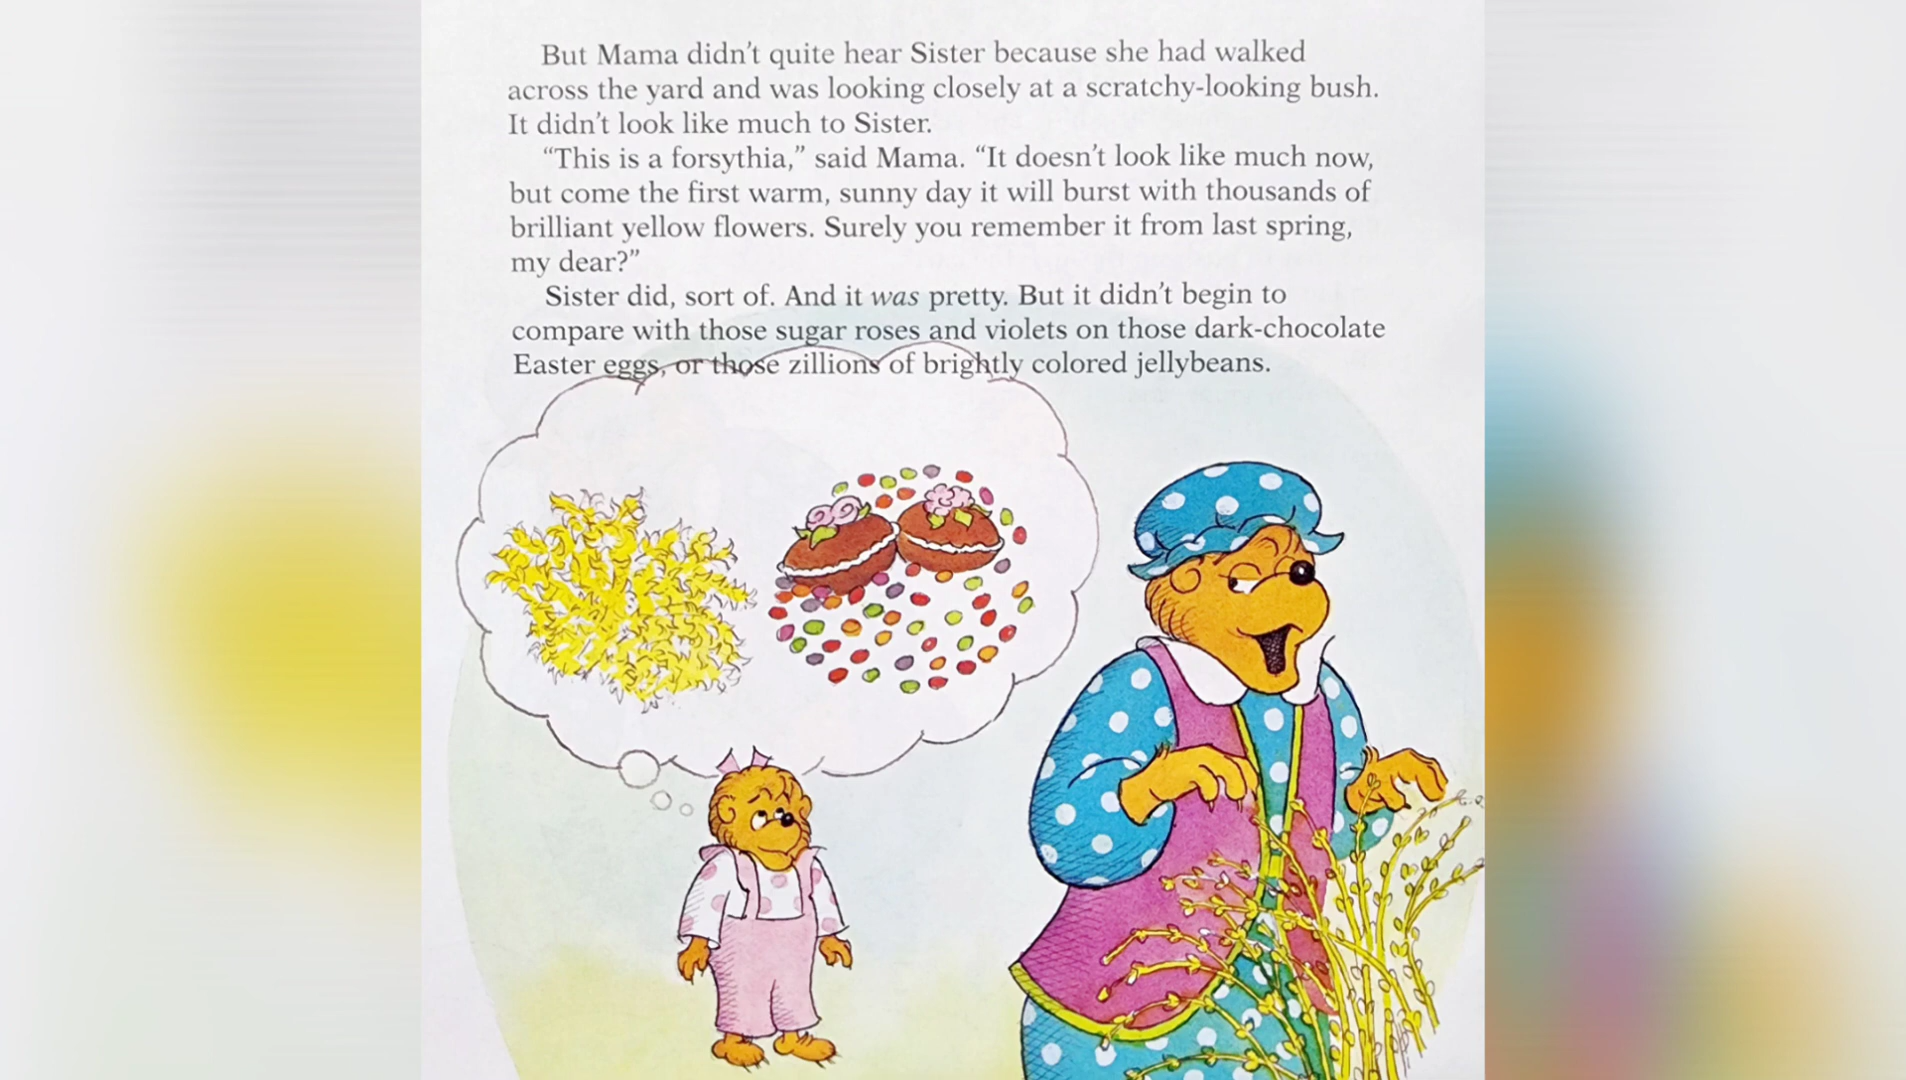 But Mama didn’t quite hear Sister because she had walked
across the yard and was looking closely at a scratchy-looking bush.
It didn’t look like much to Sister.
“This is a forsythia,” said Mama. “It doesn’t look like much now,
but come the first warm, sunny day it will burst with thousands of
brilliant yellow flowers. Surely you remember it from last spring,
my dear?”
Sister did, sort of. And it was pretty. But it didn’t begin to
compare with those sugar roses and violets on those dark-chocolate
Easter eggs, or those zillions of brightly colored jellybeans.